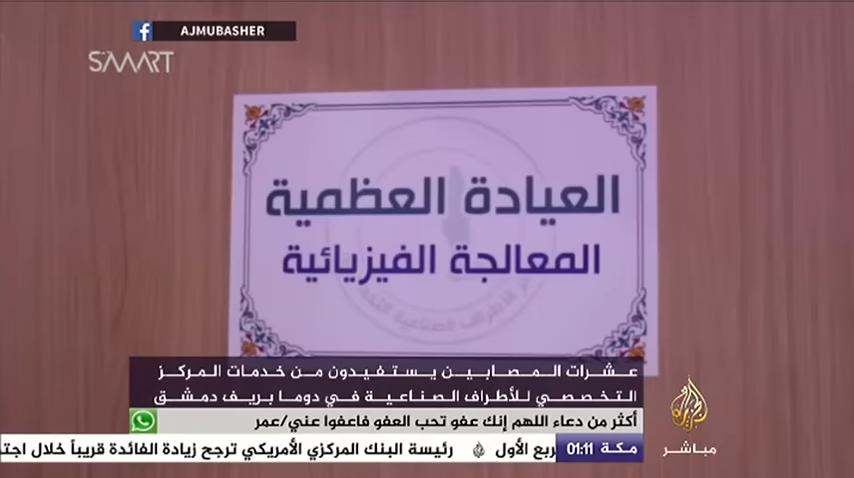 AJMUBASHER
SMART
العيادة العظمية
المعالجة الفيزيائية
عشرات المصابين يستفيدون من خدمات المركز
التخصصي للأطراف الصناعية في دوما بريف دمشق
أكثر من دعاء اللهم إنك عفو تحب العفو فاعفوا عني/عمر
مكة 01:11 ربع الأول رئيسة البنك المركزي الأمريكي ترجح زيادة الفائدة قريباً خلال
الجزيرة
مباشر